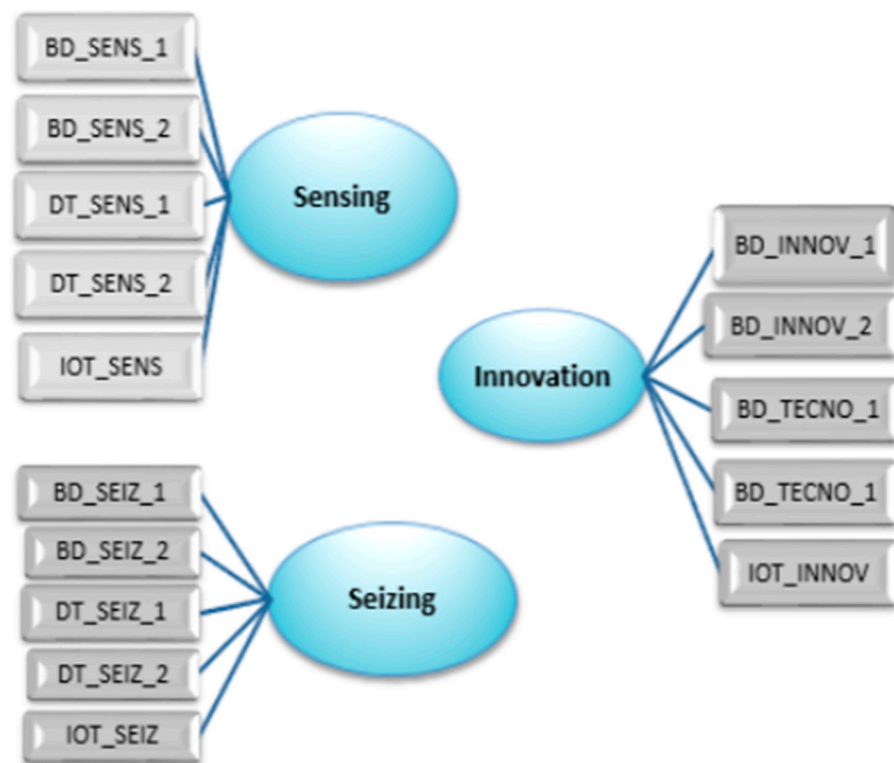 BD_SENS_1
BD_SENS_2
DT_SENS_1
DT_SENS_2
IOT_SENS
Sensing
BD_INNOV_1
BD_INNOV_2
BD_TECNO_1
BD_TECNO_1
IOT_INNOV
Innovation
BD_SEIZ_1
BD_SEIZ_2
DT_SEIZ_1
DT_SEIZ_2
IOT_SEIZ
Seizing